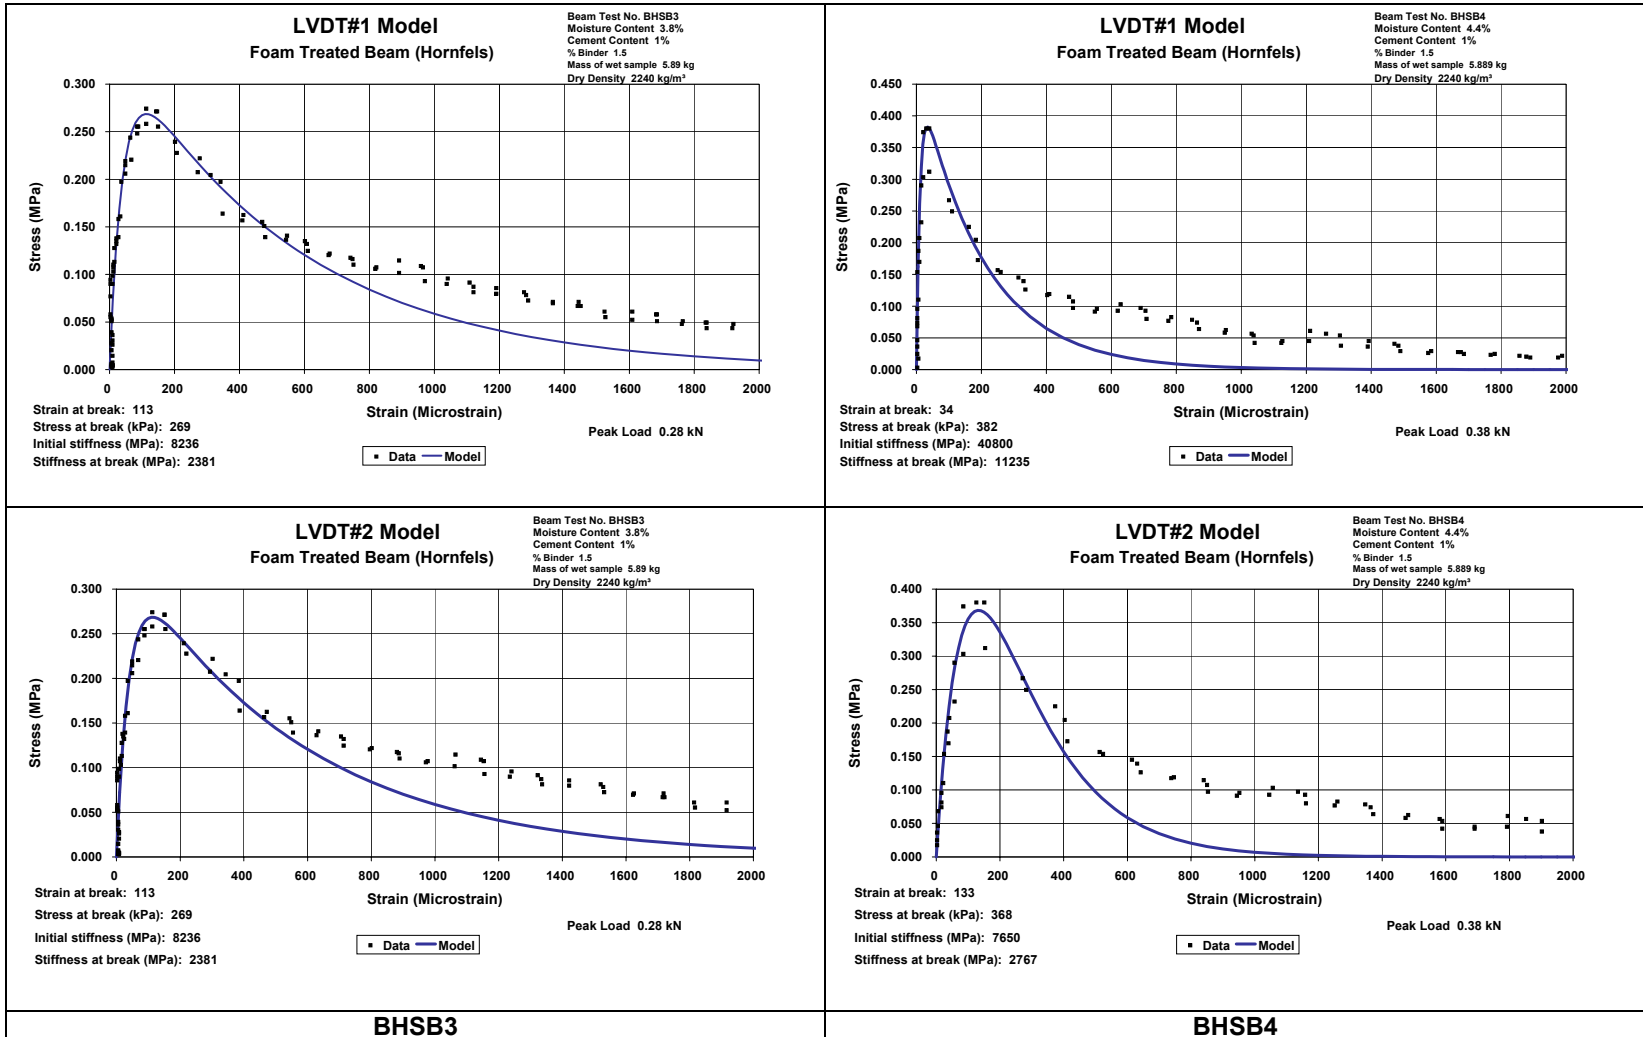 LVDT#1 Model
Foam Treated Beam (Hornfels)
Beam Test No. BHSB3
Moisture Content 3.8%
Cement Content 1%
% Binder 1.5
Mass of wet sample 5.89 kg
Dry Density 2240 kg/m³
0.300
0.250
0.200
0.150
0.100
0.050
0.000
Stress (MPa)
0 200 400 600 800 1000 1200 1400 1600 1800 2000
Strain (Microstrain)
Strain at break: 113
Stress at break (kPa): 269
Initial stiffness (MPa): 8236
Stiffness at break (MPa): 2381
Peak Load 0.28 kN
Data Model
LVDT#1 Model
Foam Treated Beam (Hornfels)
Beam Test No. BHSB4
Moisture Content 4.4%
Cement Content 1%
% Binder 1.5
Mass of wet sample 5.889 kg
Dry Density 2240 kg/m³
0.450
0.400
0.350
0.300
0.250
0.200
0.150
0.100
0.050
0.000
Stress (MPa)
0 200 400 600 800 1000 1200 1400 1600 1800 2000
Strain (Microstrain)
Strain at break: 34
Stress at break (kPa): 382
Initial stiffness (MPa): 40800
Stiffness at break (MPa): 11235
Peak Load 0.38 kN
Data Model
LVDT#2 Model
Foam Treated Beam (Hornfels)
Beam Test No. BHSB3
Moisture Content 3.8%
Cement Content 1%
% Binder 1.5
Mass of wet sample 5.89 kg
Dry Density 2240 kg/m³
0.300
0.250
0.200
0.150
0.100
0.050
0.000
Stress (MPa)
0 200 400 600 800 1000 1200 1400 1600 1800 2000
Strain (Microstrain)
Strain at break: 113
Stress at break (kPa): 269
Initial stiffness (MPa): 8236
Stiffness at break (MPa): 2381
Peak Load 0.28 kN
Data Model
LVDT#2 Model
Foam Treated Beam (Hornfels)
Beam Test No. BHSB4
Moisture Content 4.4%
Cement Content 1%
% Binder 1.5
Mass of wet sample 5.889 kg
Dry Density 2240 kg/m³
0.400
0.350
0.300
0.250
0.200
0.150
0.100
0.050
0.000
Stress (MPa)
0 200 400 600 800 1000 1200 1400 1600 1800 2000
Strain (Microstrain)
Strain at break: 133
Stress at break (kPa): 368
Initial stiffness (MPa): 7650
Stiffness at break (MPa): 2767
Peak Load 0.38 kN
Data Model
BHSB3
BHSB4